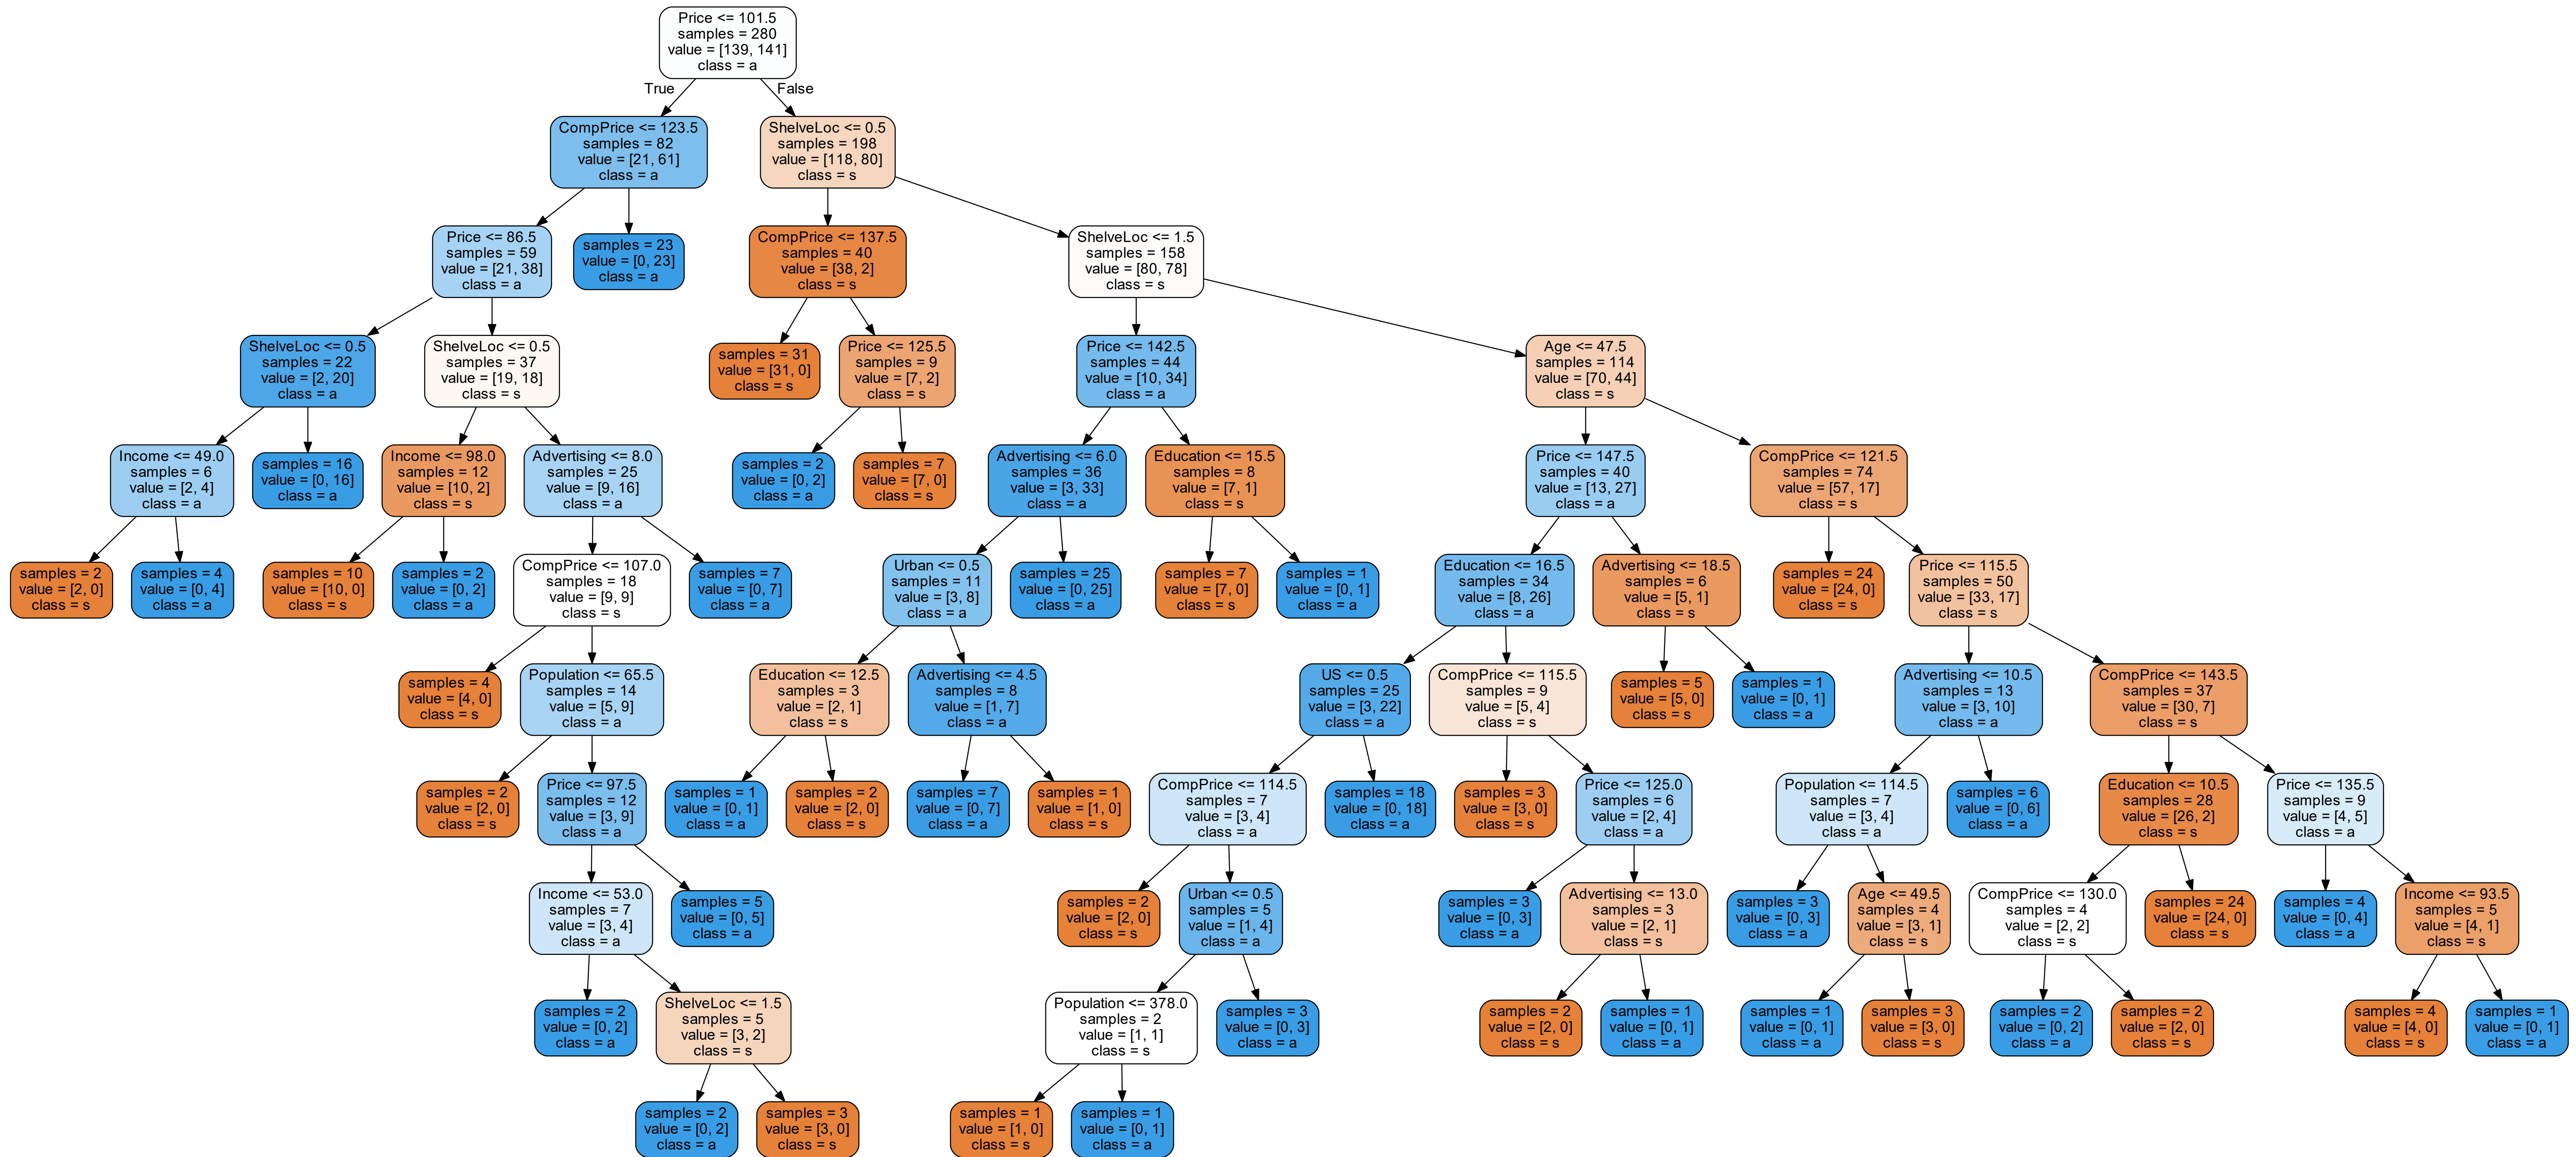 Price <= 101.5
samples = 280
value = [139, 141]
class = a
True
False
CompPrice <= 123.5
samples = 82
value = [21, 61]
class = a
ShelveLoc <= 0.5
samples = 198
value = [118, 80]
class = s
Price <= 86.5
samples = 59
value = [21, 38]
class = a
samples = 23
value = [0, 23]
class = a
CompPrice <= 137.5
samples = 40
value = [38, 2]
class = s
ShelveLoc <= 1.5
samples = 158
value = [80, 78]
class = s
ShelveLoc <= 0.5
samples = 22
value = [2, 20]
class = a
ShelveLoc <= 0.5
samples = 37
value = [19, 18]
class = s
samples = 31
value = [31, 0]
class = s
Price <= 125.5
samples = 9
value = [7, 2]
class = s
Price <= 142.5
samples = 44
value = [10, 34]
class = a
Age <= 47.5
samples = 114
value = [70, 44]
class = s
Income <= 49.0
samples = 6
value = [2, 4]
class = a
samples = 16
value = [0, 16]
class = a
Income <= 98.0
samples = 12
value = [10, 2]
class = s
Advertising <= 8.0
samples = 25
value = [9, 16]
class = a
samples = 2
value = [0, 2]
class = a
samples = 7
value = [7, 0]
class = s
Advertising <= 6.0
samples = 36
value = [3, 33]
class = a
Education <= 15.5
samples = 8
value = [7, 1]
class = s
Price <= 147.5
samples = 40
value = [13, 27]
class = a
CompPrice <= 121.5
samples = 74
value = [57, 17]
class = s
samples = 2
value = [2, 0]
class = s
samples = 4
value = [0, 4]
class = a
samples = 10
value = [10, 0]
class = s
samples = 2
value = [0, 2]
class = a
CompPrice <= 107.0
samples = 18
value = [9, 9]
class = s
samples = 7
value = [0, 7]
class = a
Urban <= 0.5
samples = 11
value = [3, 8]
class = a
samples = 25
value = [0, 25]
class = a
samples = 7
value = [7, 0]
class = s
samples = 1
value = [0, 1]
class = a
Education <= 16.5
samples = 34
value = [8, 26]
class = a
Advertising <= 18.5
samples = 6
value = [5, 1]
class = s
samples = 24
value = [24, 0]
class = s
Price <= 115.5
samples = 50
value = [33, 17]
class = s
samples = 4
value = [4, 0]
class = s
Population <= 65.5
samples = 14
value = [5, 9]
class = a
Education <= 12.5
samples = 3
value = [2, 1]
class = s
Advertising <= 4.5
samples = 8
value = [1, 7]
class = a
US <= 0.5
samples = 25
value = [3, 22]
class = a
CompPrice <= 115.5
samples = 9
value = [5, 4]
class = s
samples = 5
value = [5, 0]
class = s
samples = 1
value = [0, 1]
class = a
Advertising <= 10.5
samples = 13
value = [3, 10]
class = a
CompPrice <= 143.5
samples = 37
value = [30, 7]
class = s
samples = 2
value = [2, 0]
class = s
Price <= 97.5
samples = 12
value = [3, 9]
class = a
samples = 1
value = [0, 1]
class = a
samples = 2
value = [2, 0]
class = s
samples = 7
value = [0, 7]
class = a
samples = 1
value = [1, 0]
class = s
CompPrice <= 114.5
samples = 7
value = [3, 4]
class = a
samples = 18
value = [0, 18]
class = a
samples = 3
value = [3, 0]
class = s
Price <= 125.0
samples = 6
value = [2, 4]
class = a
Population <= 114.5
samples = 7
value = [3, 4]
class = a
samples = 6
value = [0, 6]
class = a
Education <= 10.5
samples = 28
value = [26, 2]
class = s
Price <= 135.5
samples = 9
value = [4, 5]
class = a
Income <= 53.0
samples = 7
value = [3, 4]
class = a
samples = 5
value = [0, 5]
class = a
samples = 2
value = [2, 0]
class = s
Urban <= 0.5
samples = 5
value = [1, 4]
class = a
samples = 3
value = [0, 3]
class = a
Advertising <= 13.0
samples = 3
value = [2, 1]
class = s
samples = 3
value = [0, 3]
class = a
Age <= 49.5
samples = 4
value = [3, 1]
class = s
CompPrice <= 130.0
samples = 4
value = [2, 2]
class = s
samples = 24
value = [24, 0]
class = s
samples = 4
value = [0, 4]
class = a
Income <= 93.5
samples = 5
value = [4, 1]
class = s
samples = 2
value = [0, 2]
class = a
ShelveLoc <= 1.5
samples = 5
value = [3, 2]
class = s
Population <= 378.0
samples = 2
value = [1, 1]
class = s
samples = 3
value = [0, 3]
class = a
samples = 2
value = [2, 0]
class = s
samples = 1
value = [0, 1]
class = a
samples = 1
value = [0, 1]
class = a
samples = 3
value = [3, 0]
class = s
samples = 2
value = [0, 2]
class = a
samples = 2
value = [2, 0]
class = s
samples = 4
value = [4, 0]
class = s
samples = 1
value = [0, 1]
class = a
samples = 2
value = [0, 2]
class = a
samples = 3
value = [3, 0]
class = s
samples = 1
value = [1, 0]
class = s
samples = 1
value = [0, 1]
class = a